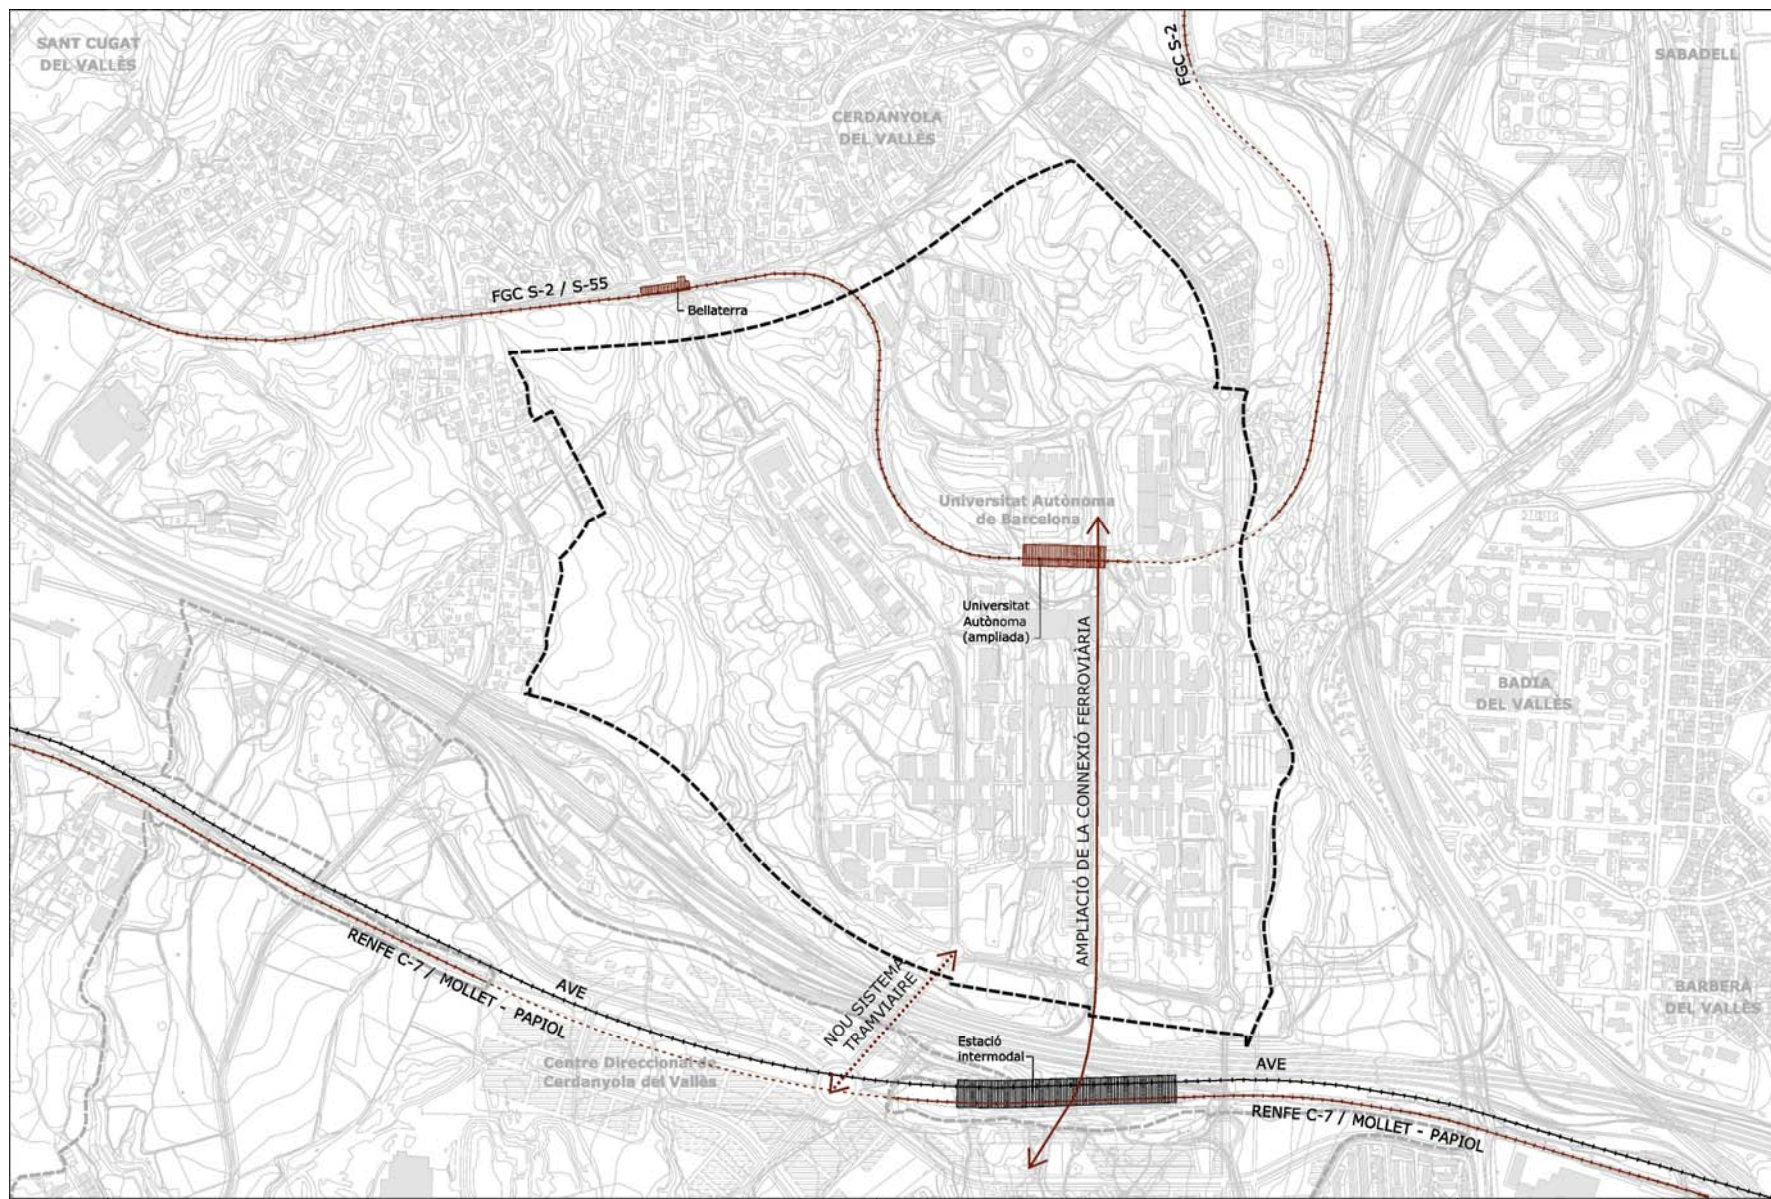 SANT CUGAT
DEL VALLÈS
FGC S-2
SABADELL
CERDANYOLA
DEL VALLÈS
FGC S-2 / S-55
Bellaterra
Universitat Autònoma
de Barcelona
Universitat
Autònoma
(ampliada)
AMPLIACIÓ DE LA CONNEXIÓ FERROVIÀRIA
BADIA
DEL VALLÈS
RENFE C-7 / MOLLET - PAPIOL
AVE
NOU SISTEMA
TRAMVIAIRE
BARBERÀ
DEL VALLÈS
Centre Direccional de
Cerdanyola del Vallès
Estació
intermodal
AVE
RENFE C-7 / MOLLET - PAPIOL